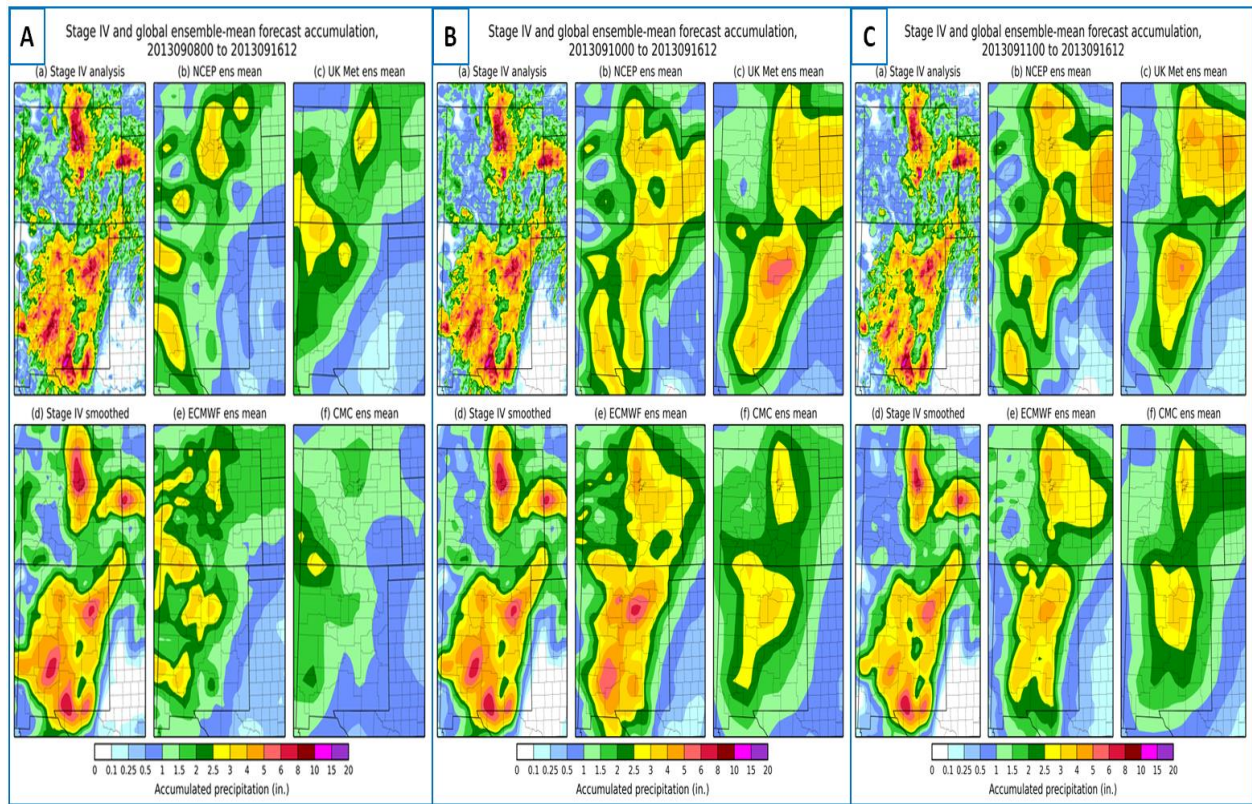 A
Stage IV and global ensemble-mean forecast accumulation,
2013090800 to 2013091612
(a) Stage IV analysis
(b) NCEP ens mean
(c) UK Met ens mean
(d) Stage IV smoothed
(e) ECMWF ens mean
(f) CMC ens mean
0 0.1 0.25 0.5 1 1.5 2 2.5 3 4 5 6 8 10 15 20
Accumulated precipitation (in.)
B
Stage IV and global ensemble-mean forecast accumulation,
2013091000 to 2013091612
(a) Stage IV analysis
(b) NCEP ens mean
(c) UK Met ens mean
(d) Stage IV smoothed
(e) ECMWF ens mean
(f) CMC ens mean
0 0.1 0.25 0.5 1 1.5 2 2.5 3 4 5 6 8 10 15 20
Accumulated precipitation (in.)
C
Stage IV and global ensemble-mean forecast accumulation,
2013091100 to 2013091612
(a) Stage IV analysis
(b) NCEP ens mean
(c) UK Met ens mean
(d) Stage IV smoothed
(e) ECMWF ens mean
(f) CMC ens mean
0 0.1 0.25 0.5 1 1.5 2 2.5 3 4 5 6 8 10 15 20
Accumulated precipitation (in.)